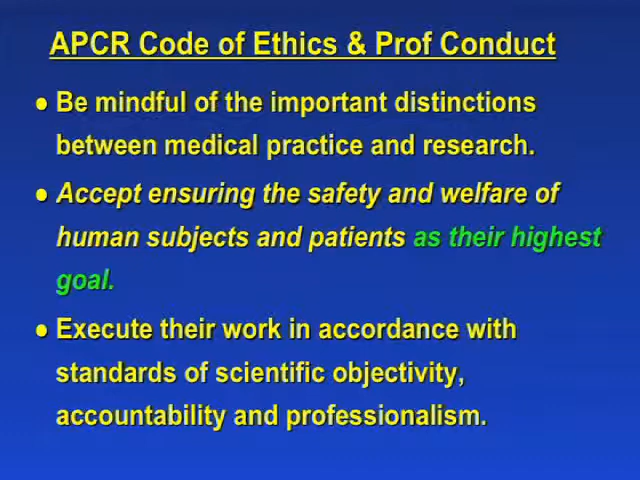 APCR Code of Ethics & Prof Conduct
● Be mindful of the important distinctions
between medical practice and research.
● Accept ensuring the safety and welfare of
human subjects and patients as their highest
goal.
● Execute their work in accordance with
standards of scientific objectivity,
accountability and professionalism.